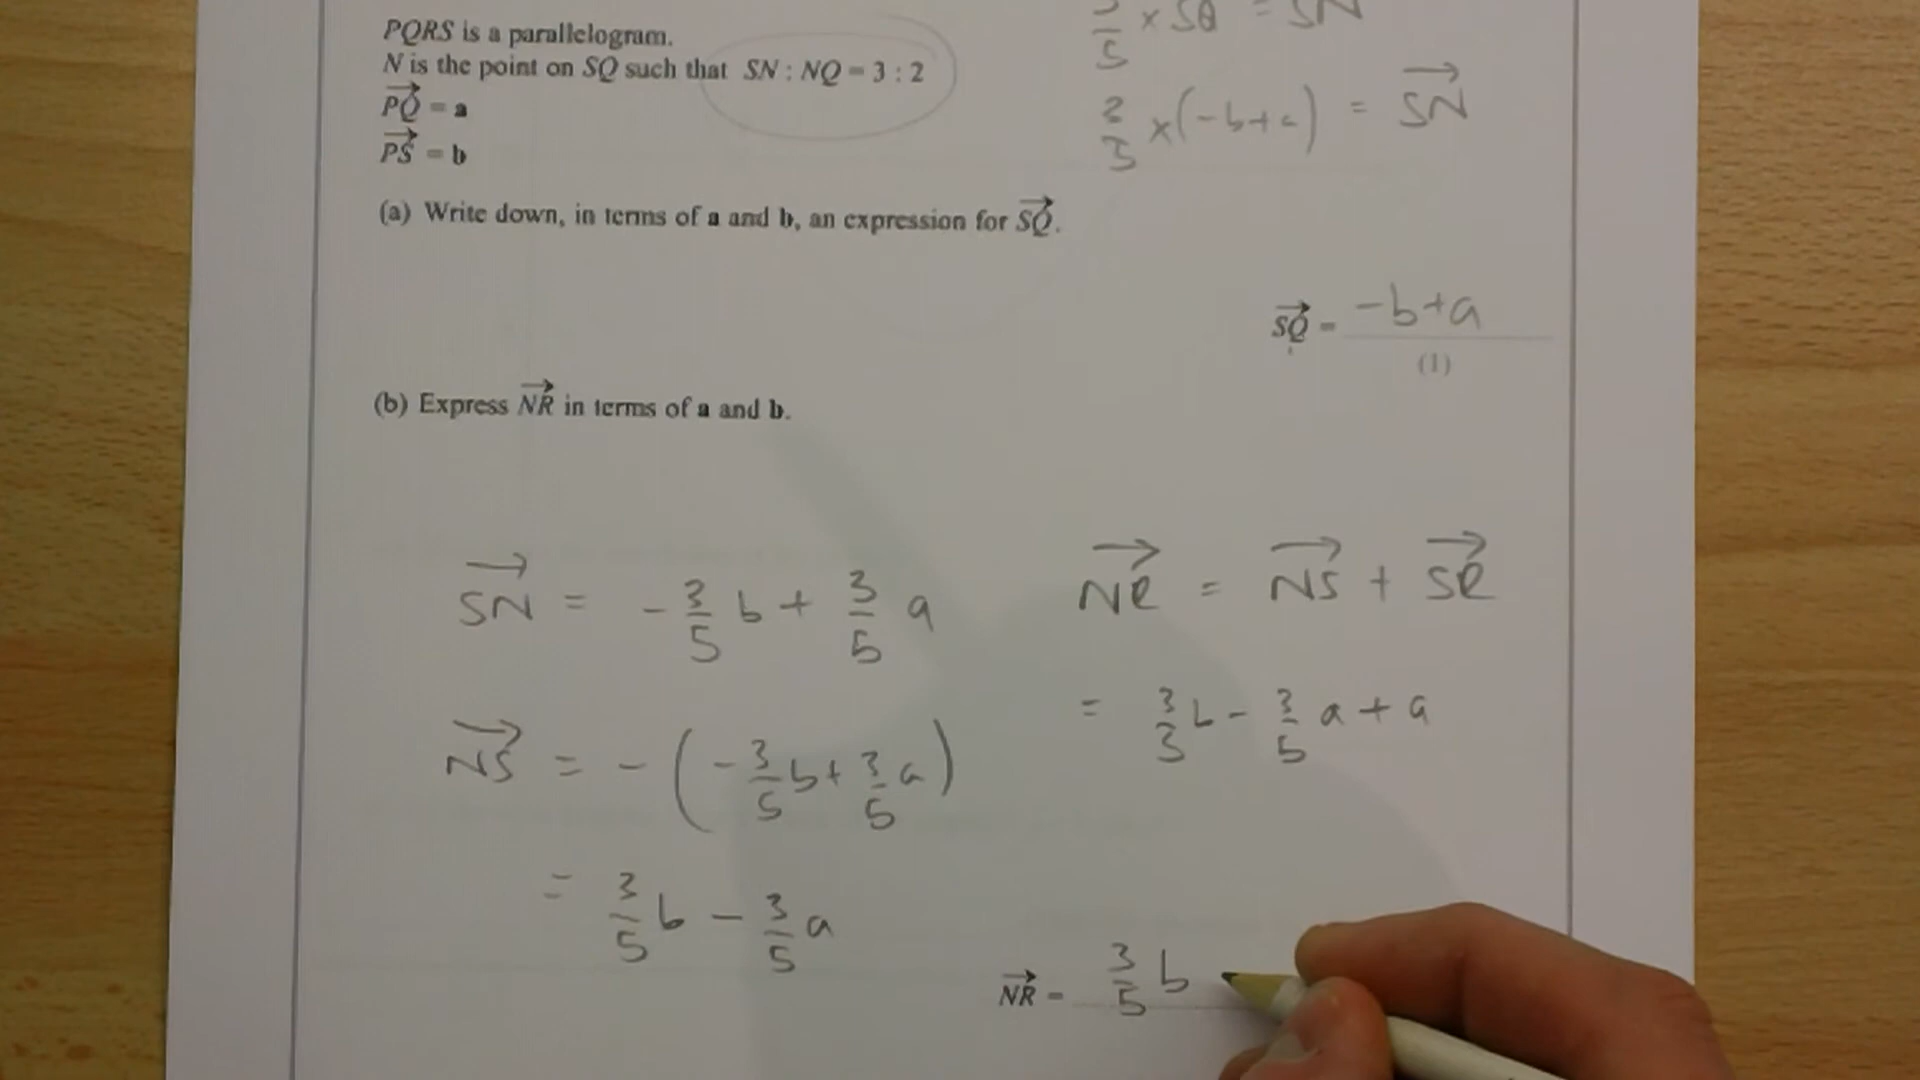 PQRS is a parallelogram.
N is the point on SQ such that SN : NQ = 3 : 2
PQ = a
PS = b
× SQ = SN
3/5 × (-b+a) = SN
(a) Write down, in terms of a and b, an expression for SQ.
SQ = -b+a
(1)
(b) Express NR in terms of a and b.
SN = - 3/5 b + 3/5 a
NS = - ( - 3/5 b + 3/5 a )
= 3/5 b - 3/5 a
NR = NS + SR
= 3/5 b - 3/5 a + a
NR = 3/5 b